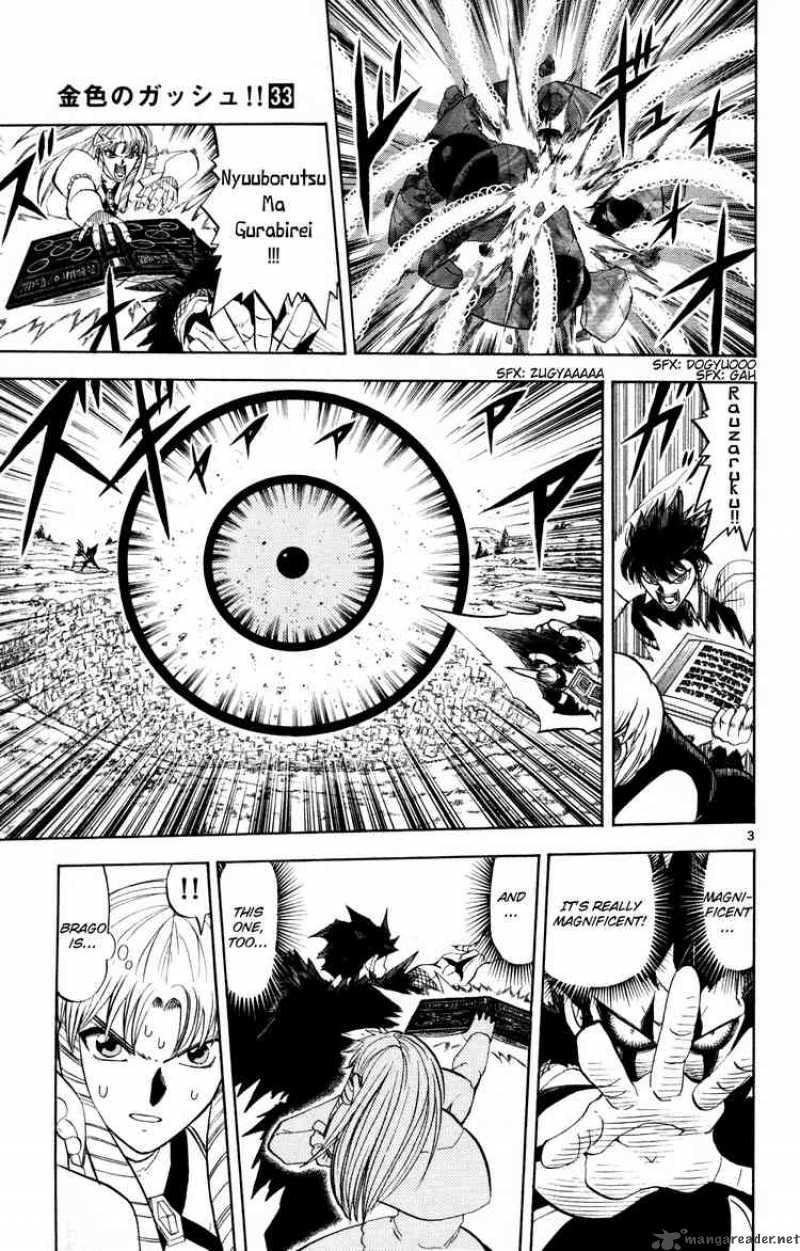 金色のガッシュ!! 33
SFX: DOGYUOOO
SFX: GAH
Nyuuborutsu
Ma
Gurabirei
!!!
Rauzaruku!!
SFX: ZUGYAAAAA
3
MAGNI-
FICENT
...
IT'S REALLY
MAGNIFICENT!
AND
...
THIS
ONE,
TOO...
!!
BRAGO
IS...
mangareader.net